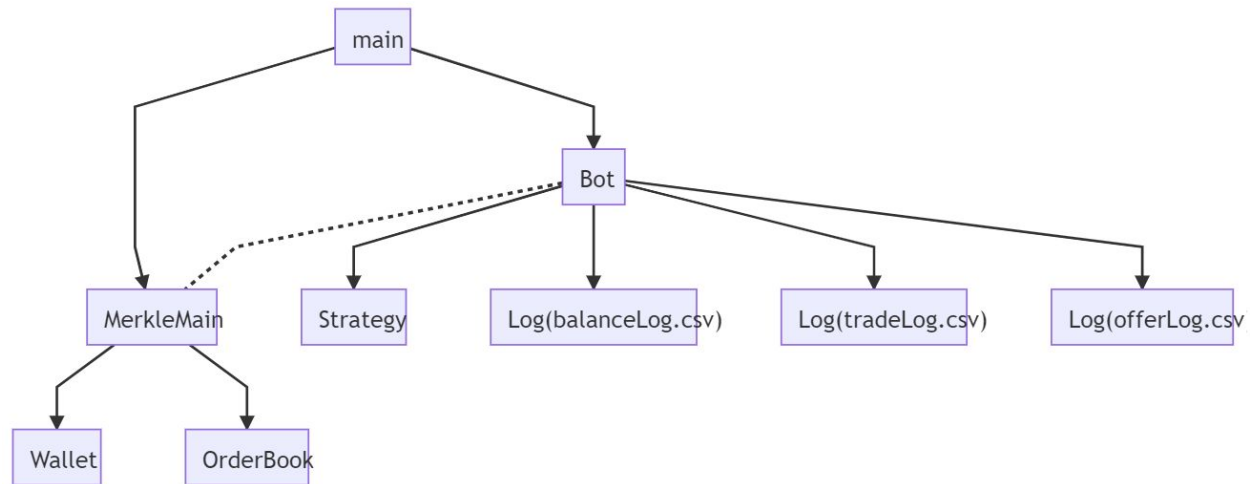 main
Bot
MerkleMain
Strategy
Log(balanceLog.csv)
Log(tradeLog.csv)
Log(offerLog.csv)
Wallet
OrderBook